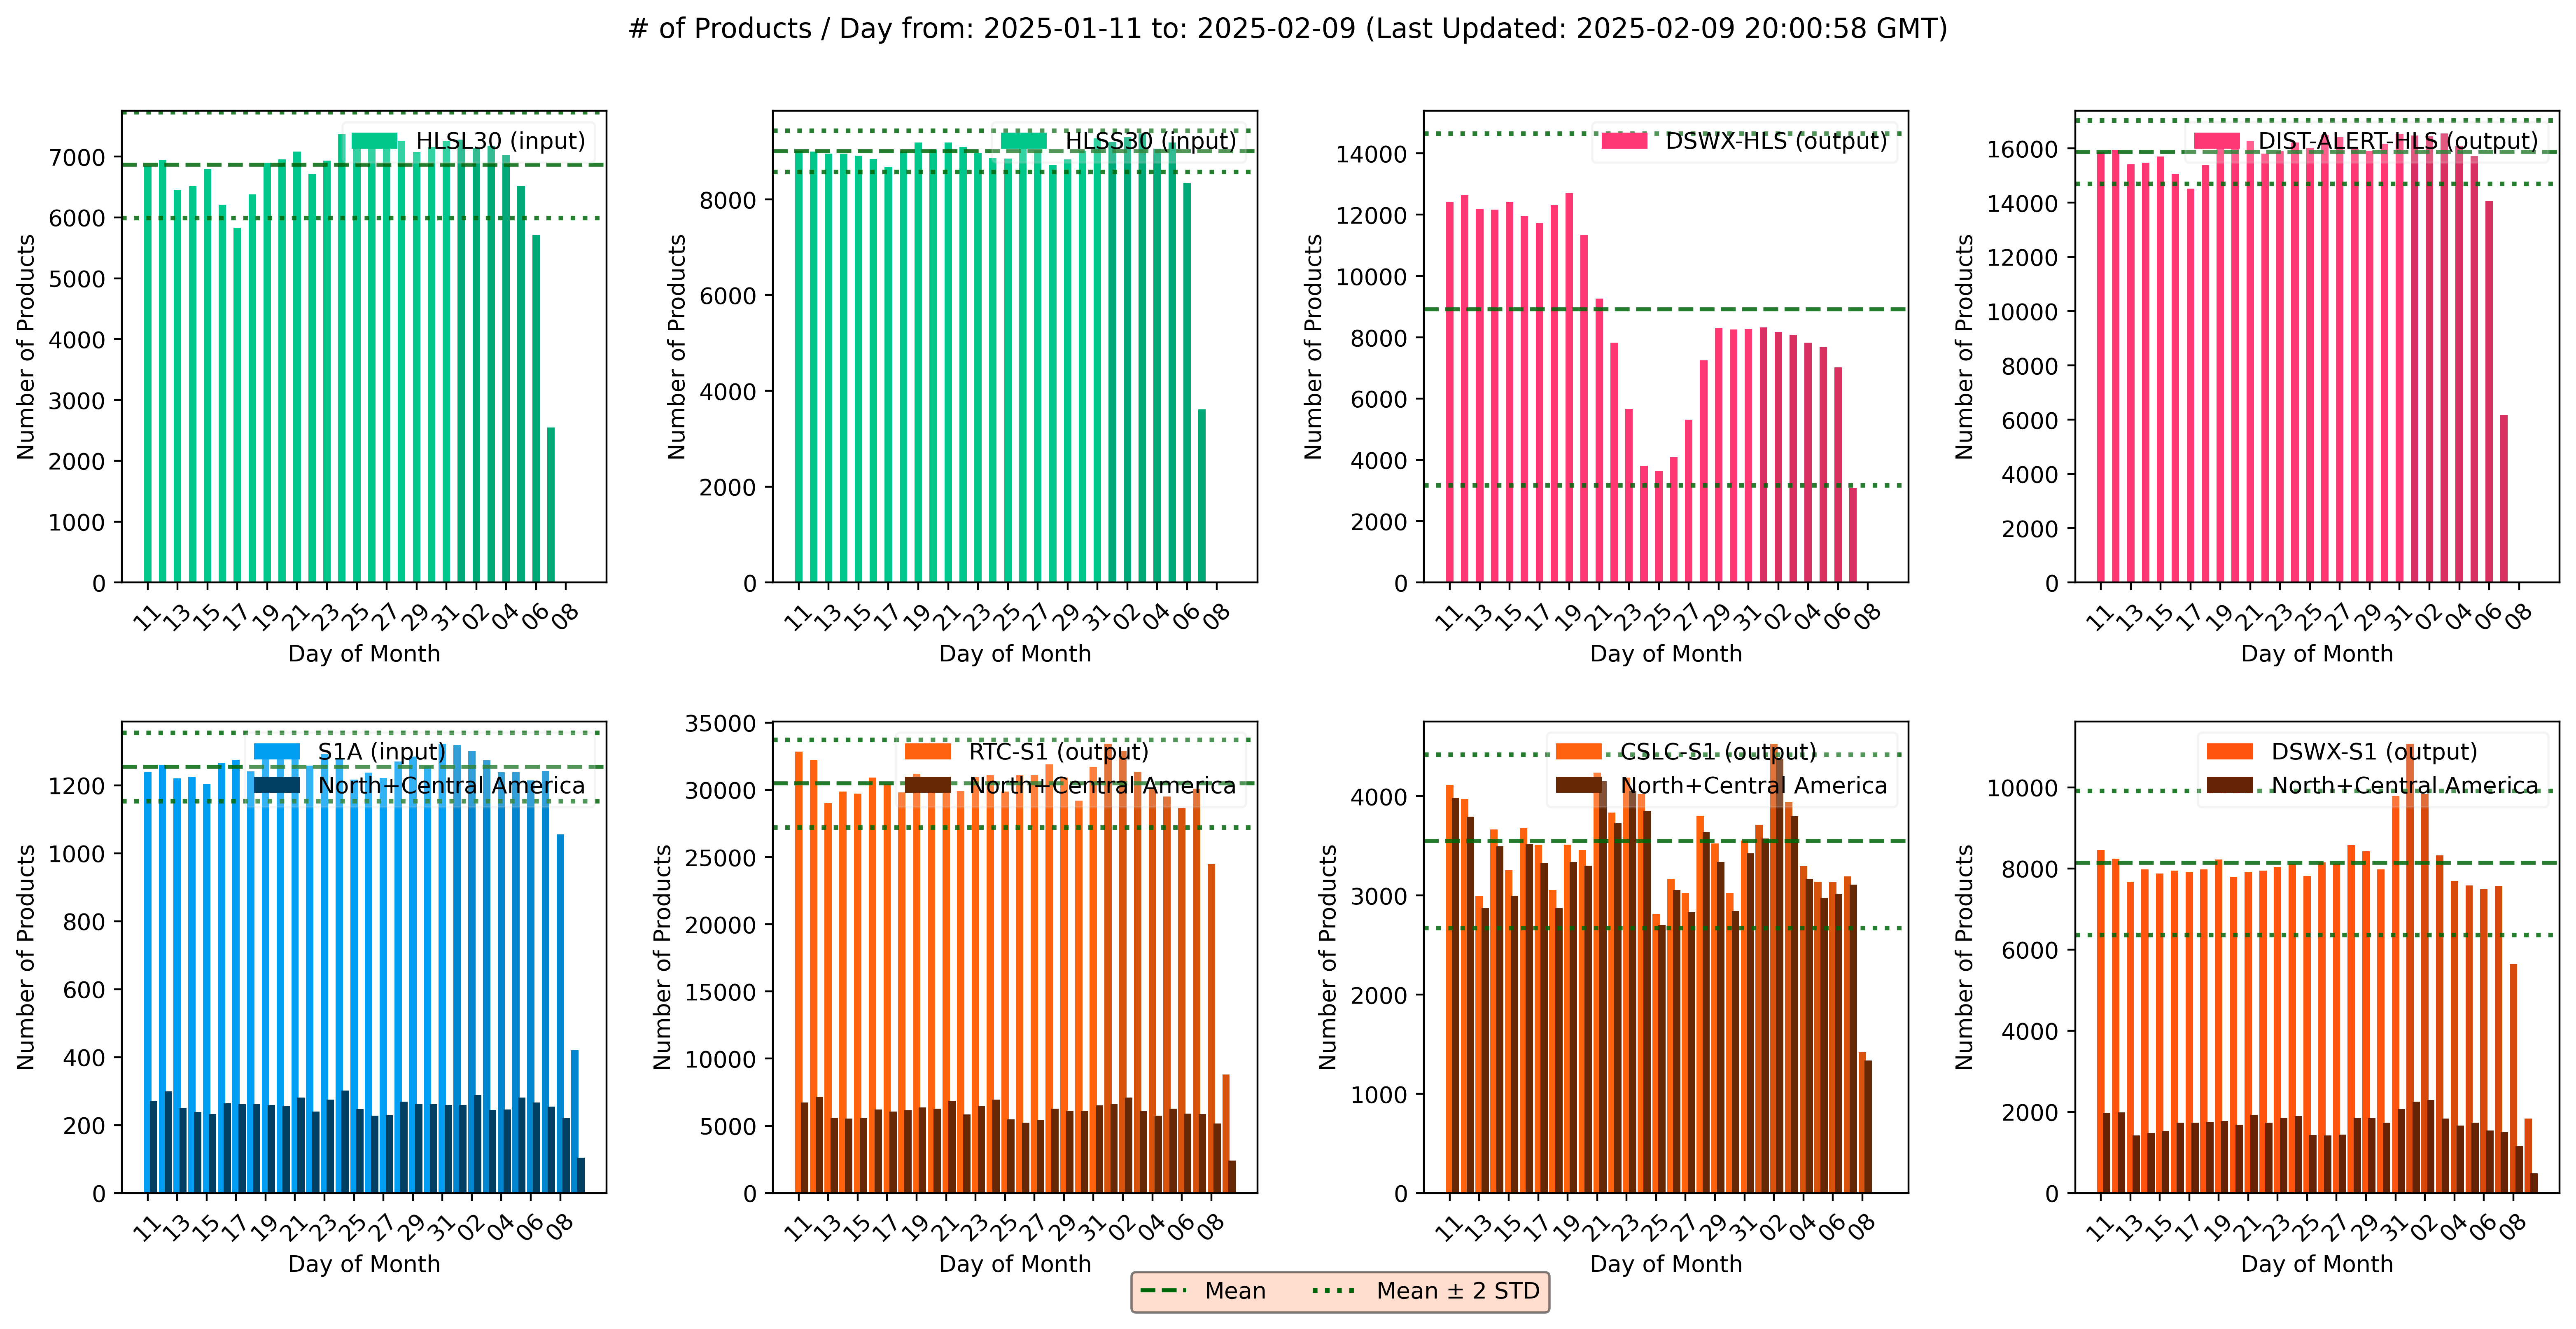 # of Products / Day from: 2025-01-11 to: 2025-02-09 (Last Updated: 2025-02-09 20:00:58 GMT)
HLSL30 (input)
Number of Products
7000
6000
5000
4000
3000
2000
1000
0
11 13 15 17 19 21 23 25 27 29 31 02 04 06 08
Day of Month
HLSS30 (input)
Number of Products
8000
6000
4000
2000
0
11 13 15 17 19 21 23 25 27 29 31 02 04 06 08
Day of Month
DSWX-HLS (output)
Number of Products
14000
12000
10000
8000
6000
4000
2000
0
11 13 15 17 19 21 23 25 27 29 31 02 04 06 08
Day of Month
DIST-ALERT-HLS (output)
Number of Products
16000
14000
12000
10000
8000
6000
4000
2000
0
11 13 15 17 19 21 23 25 27 29 31 02 04 06 08
Day of Month
S1A (input)
North+Central America
Number of Products
1200
1000
800
600
400
200
0
11 13 15 17 19 21 23 25 27 29 31 02 04 06 08
Day of Month
RTC-S1 (output)
North+Central America
Number of Products
35000
30000
25000
20000
15000
10000
5000
0
11 13 15 17 19 21 23 25 27 29 31 02 04 06 08
Day of Month
CSLC-S1 (output)
North+Central America
Number of Products
4000
3000
2000
1000
0
11 13 15 17 19 21 23 25 27 29 31 02 04 06 08
Day of Month
DSWX-S1 (output)
North+Central America
Number of Products
10000
8000
6000
4000
2000
0
11 13 15 17 19 21 23 25 27 29 31 02 04 06 08
Day of Month
Mean
Mean ± 2 STD